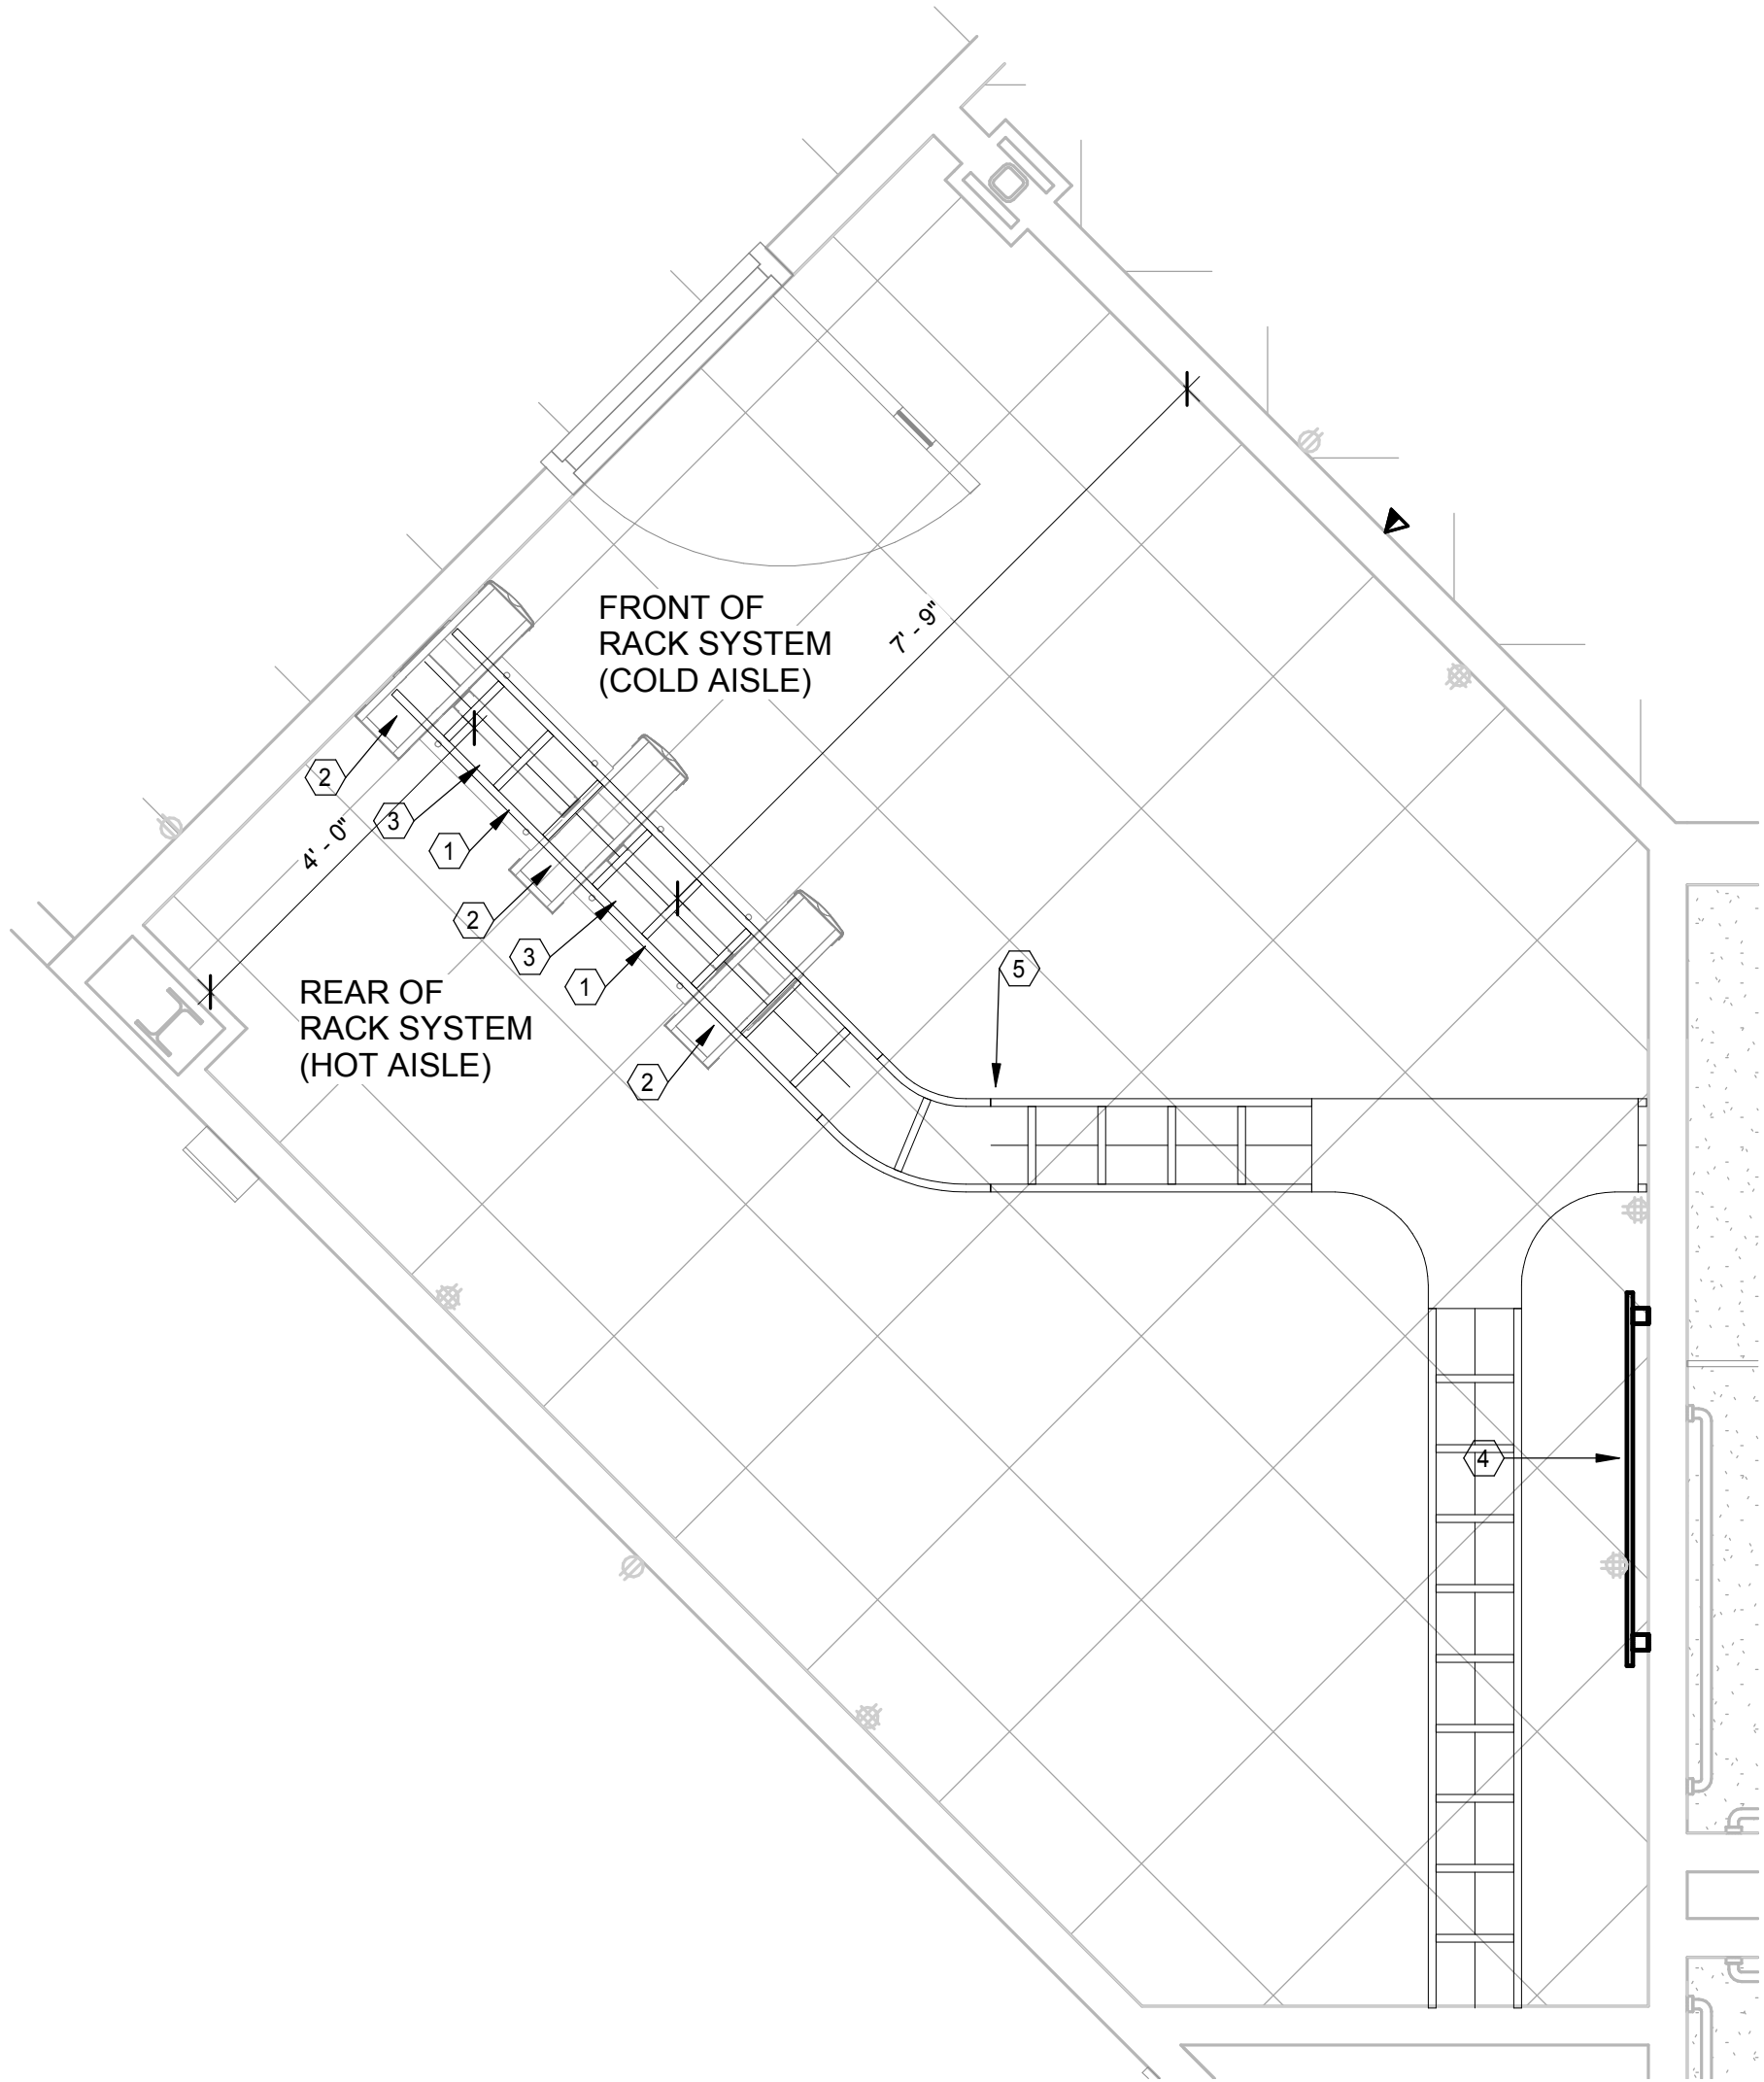 FRONT OF
RACK SYSTEM
(COLD AISLE)
7' - 9"
2
3
4' - 0"
1
2
3
1
5
REAR OF
RACK SYSTEM
(HOT AISLE)
2
4